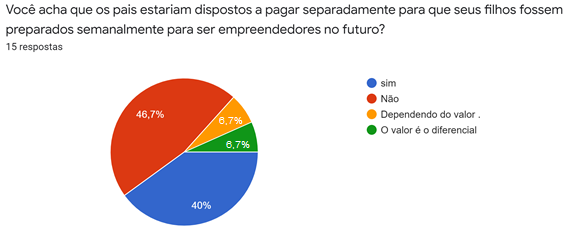 Você acha que os pais estariam dispostos a pagar separadamente para que seus filhos fossem
preparados semanalmente para ser empreendedores no futuro?
15 respostas
46,7%
6,7%
6,7%
40%
sim
Não
Dependendo do valor .
O valor é o diferencial